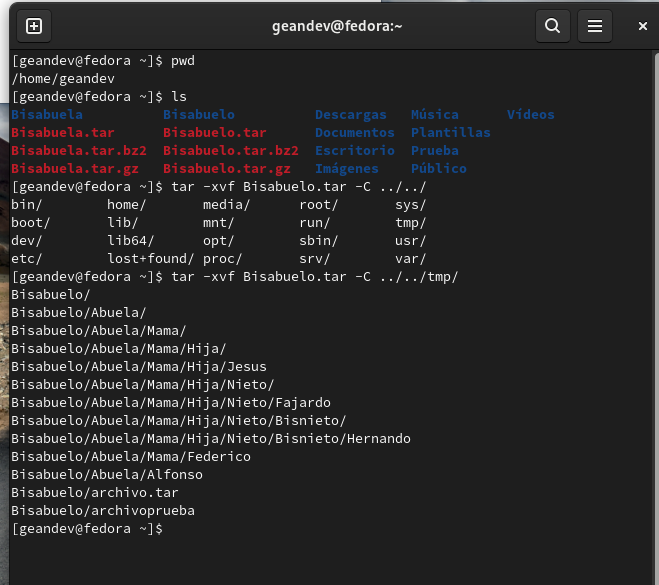 geandev@fedora:~
[geandev@fedora ~]$ pwd
/home/geandev
[geandev@fedora ~]$ ls
Bisabuela Bisabuelo Descargas Música Vídeos
Bisabuela.tar Bisabuelo.tar Documentos Plantillas
Bisabuela.tar.bz2 Bisabuelo.tar.bz2 Escritorio Prueba
Bisabuela.tar.gz Bisabuelo.tar.gz Imágenes Público
[geandev@fedora ~]$ tar -xvf Bisabuelo.tar -C ../../
bin/ home/ media/ root/ sys/
boot/ lib/ mnt/ run/ tmp/
dev/ lib64/ opt/ sbin/ usr/
etc/ lost+found/ proc/ srv/ var/
[geandev@fedora ~]$ tar -xvf Bisabuelo.tar -C ../../tmp/
Bisabuelo/
Bisabuelo/Abuela/
Bisabuelo/Abuela/Mama/
Bisabuelo/Abuela/Mama/Hija/
Bisabuelo/Abuela/Mama/Hija/Jesus
Bisabuelo/Abuela/Mama/Hija/Nieto/
Bisabuelo/Abuela/Mama/Hija/Nieto/Fajardo
Bisabuelo/Abuela/Mama/Hija/Nieto/Bisnieto/
Bisabuelo/Abuela/Mama/Hija/Nieto/Bisnieto/Hernando
Bisabuelo/Abuela/Mama/Federico
Bisabuelo/Abuela/Alfonso
Bisabuelo/archivo.tar
Bisabuelo/archivoprueba
[geandev@fedora ~]$